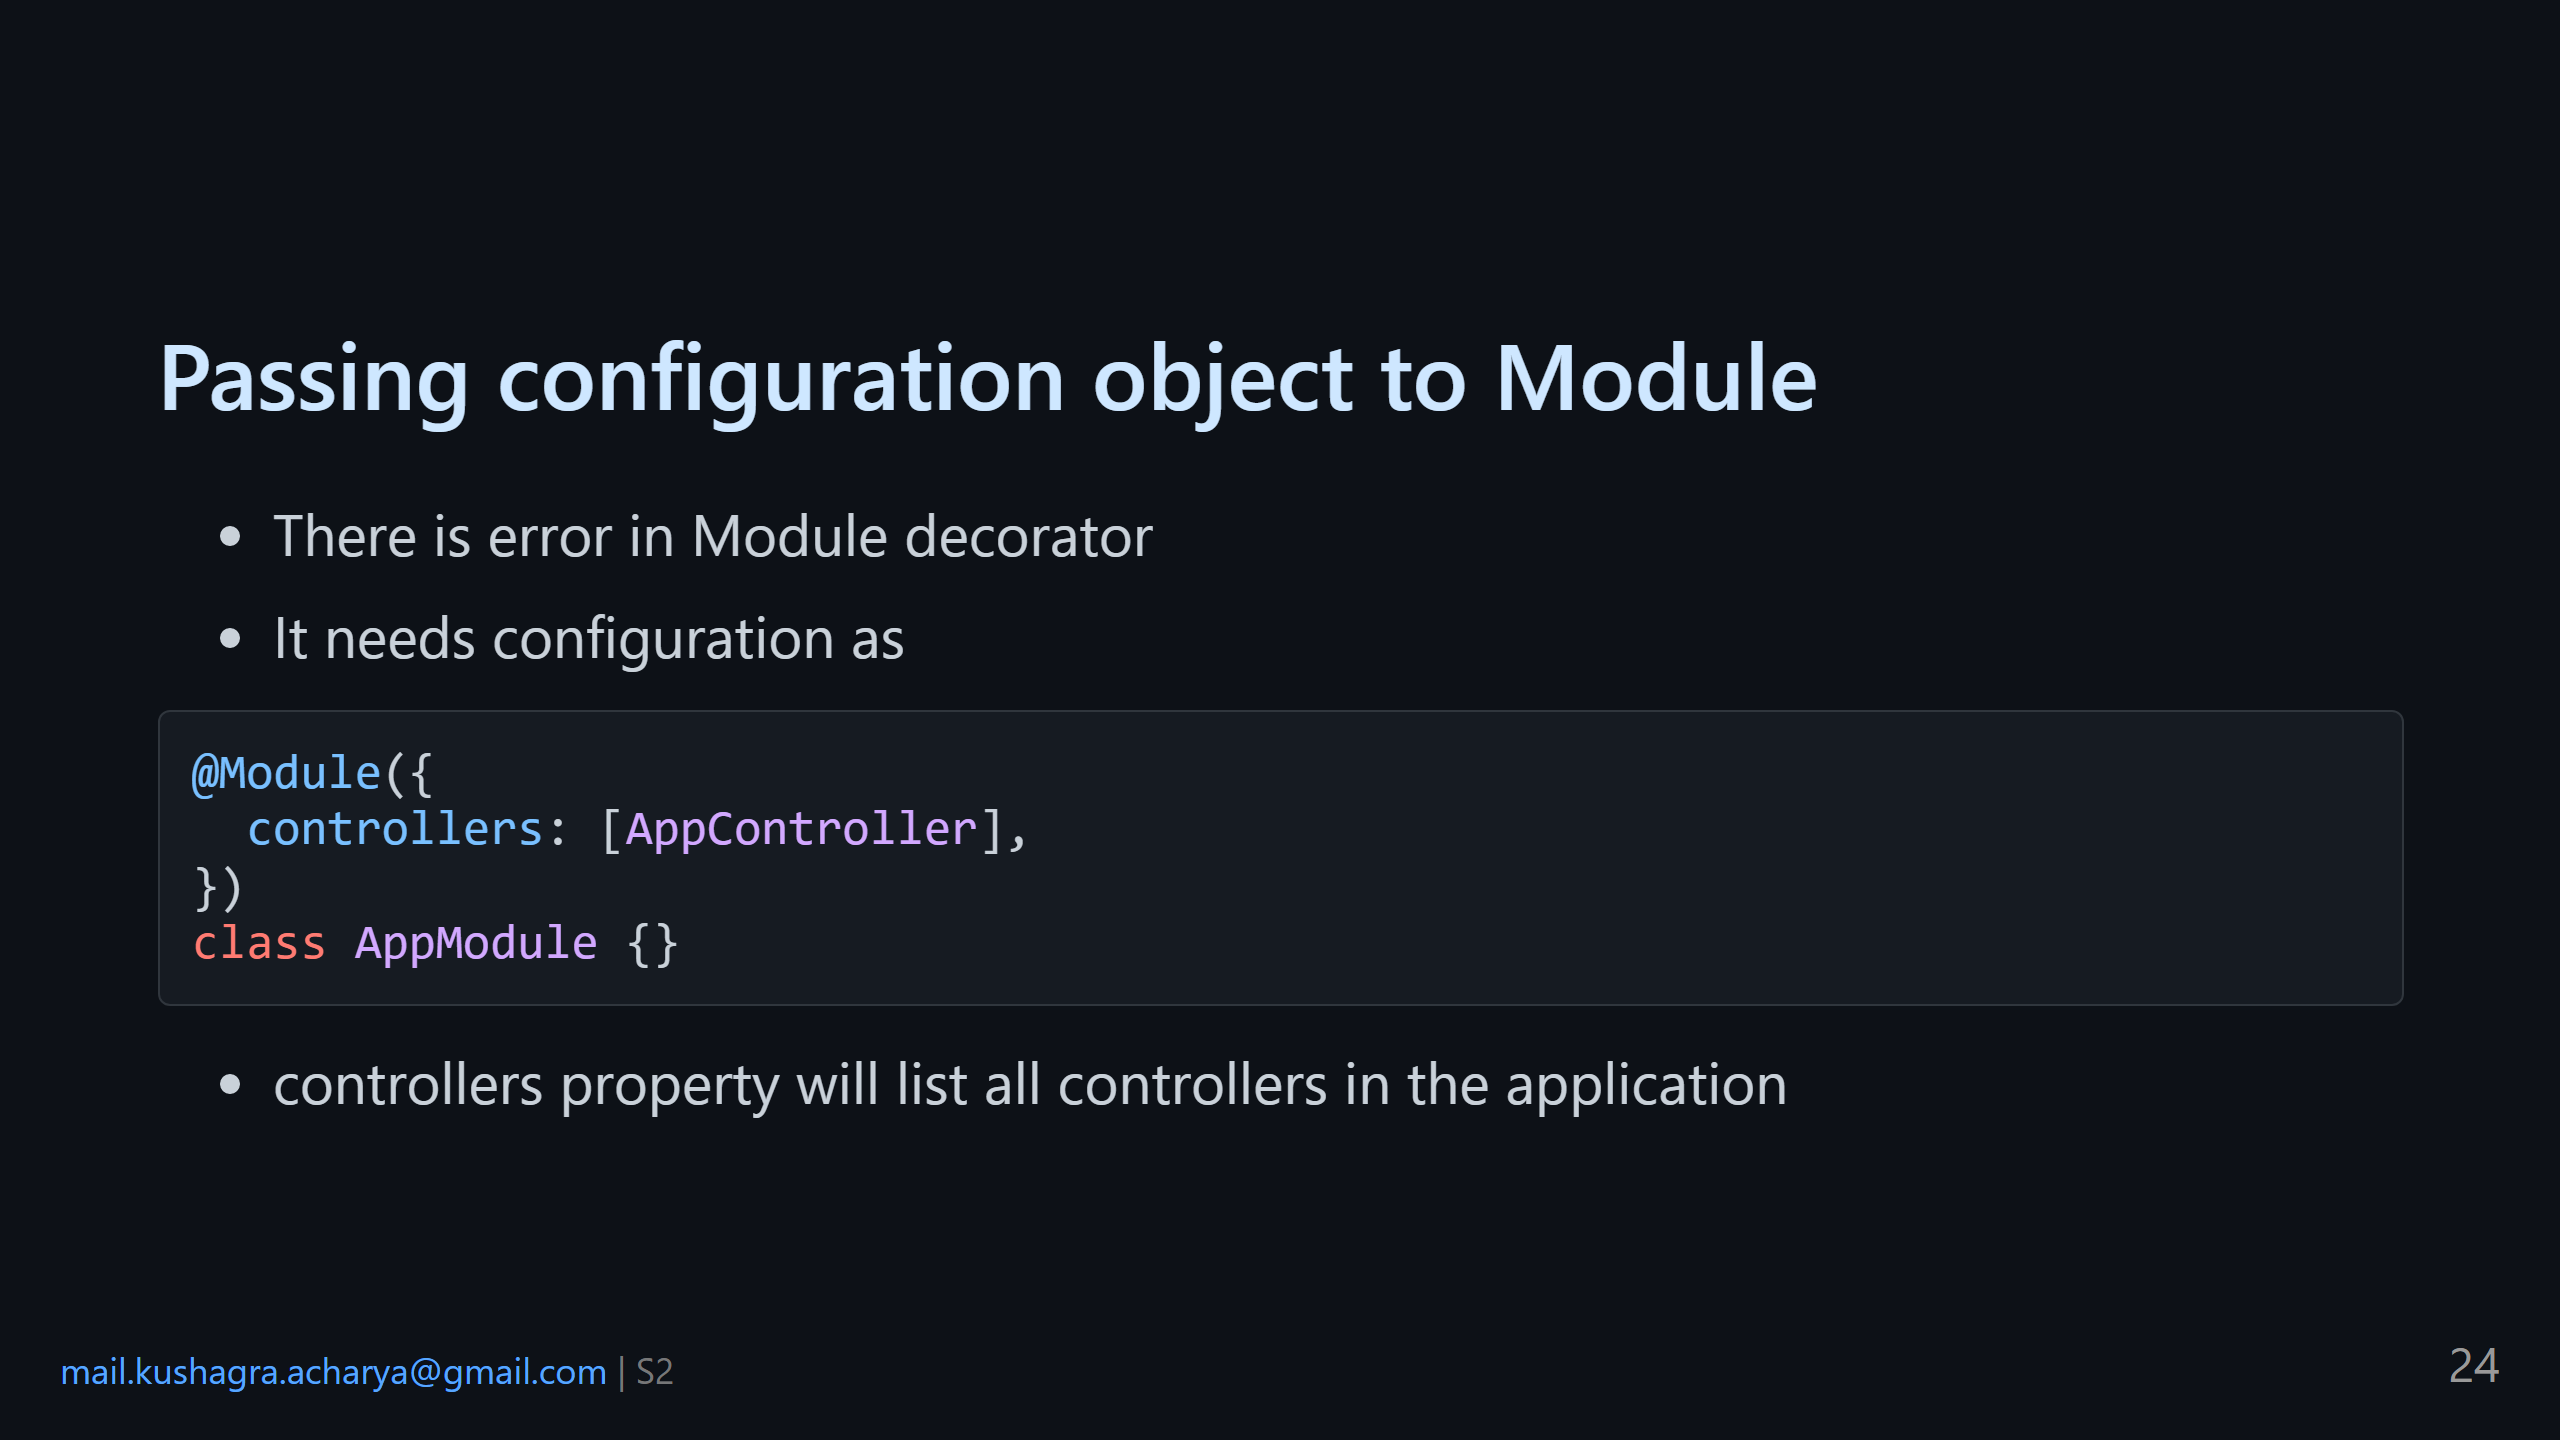 Passing configuration object to Module
• There is error in Module decorator
• It needs configuration as
@Module({
  controllers: [AppController],
})
class AppModule {}
• controllers property will list all controllers in the application
mail.kushagra.acharya@gmail.com | S2
24